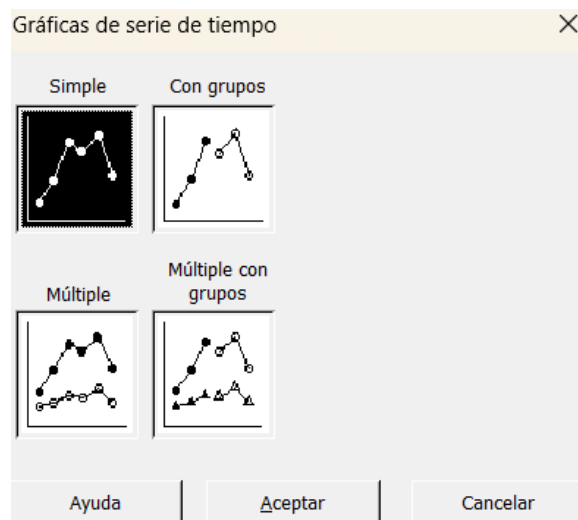 Gráficas de serie de tiempo
Simple
Con grupos
Múltiple
Múltiple con
grupos
Ayuda
Aceptar
Cancelar